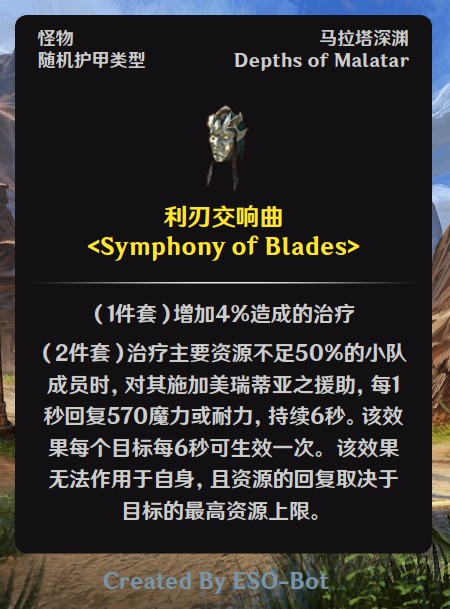 怪物
马拉塔深渊
随机护甲类型
Depths of Malatar
利刃交响曲
<Symphony of Blades>
(1件套)增加4%造成的治疗
(2件套)治疗主要资源不足50%的小队
成员时, 对其施加美瑞蒂亚之援助, 每1
秒回复570魔力或耐力, 持续6秒。该效
果每个目标每6秒可生效一次。该效果
无法作用于自身, 且资源的回复取决于
目标的最高资源上限。
Created By ESO-Bot